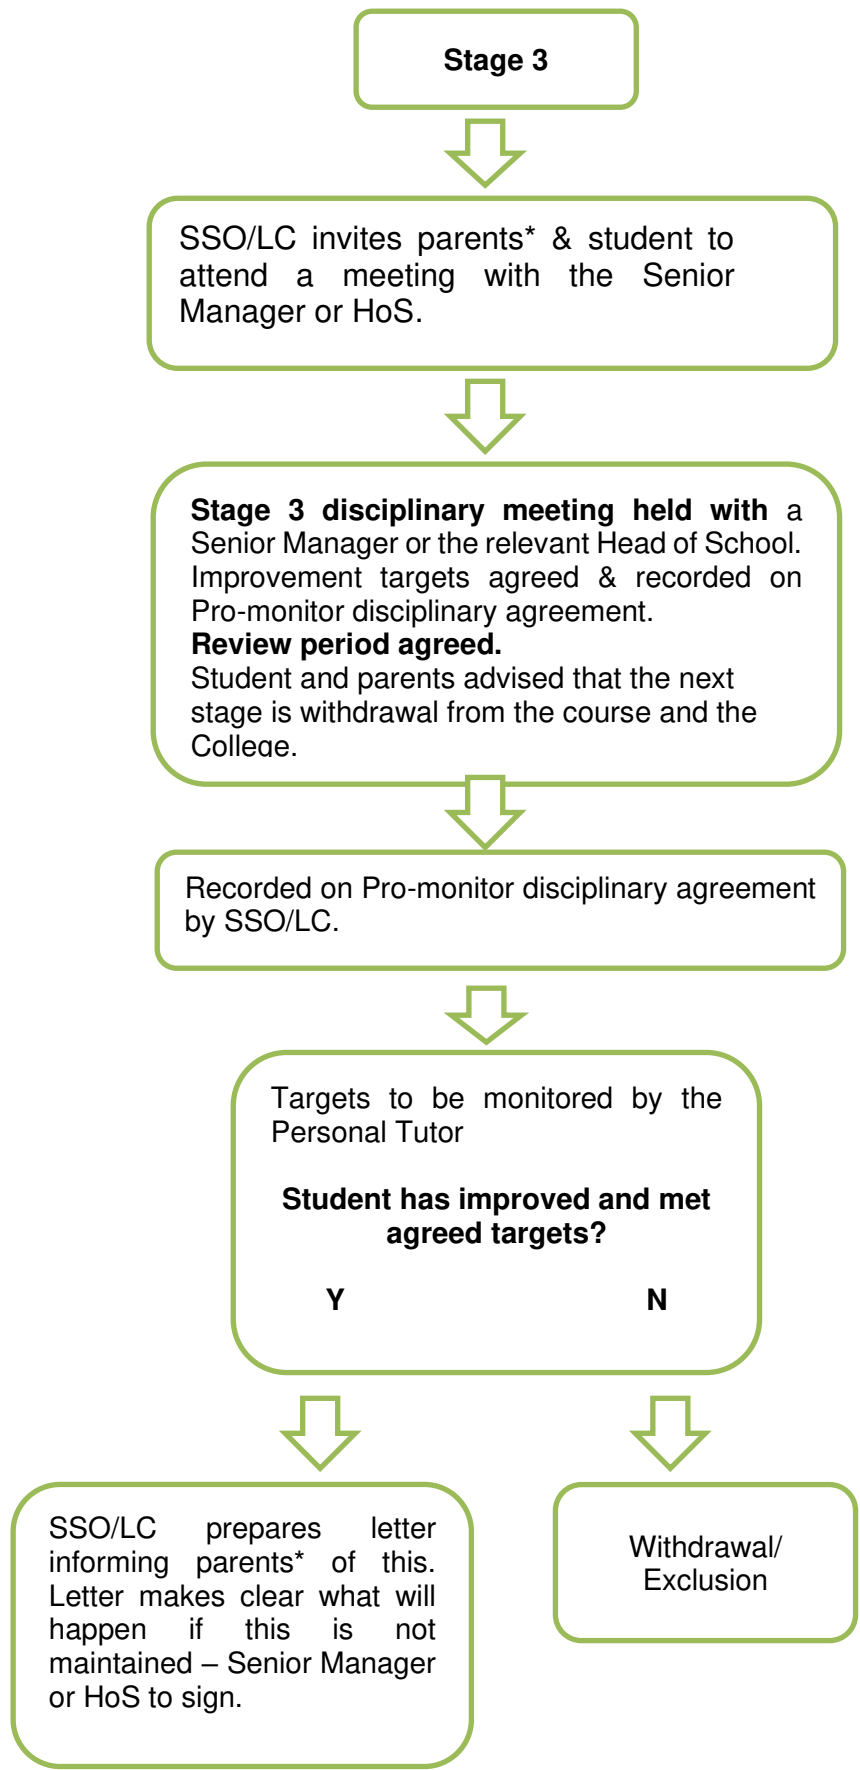 Stage 3
SSO/LC invites parents* & student to
attend a meeting with the Senior
Manager or HoS.
Stage 3 disciplinary meeting held with a
Senior Manager or the relevant Head of School.
Improvement targets agreed & recorded on
Pro-monitor disciplinary agreement.
Review period agreed.
Student and parents advised that the next
stage is withdrawal from the course and the
College.
Recorded on Pro-monitor disciplinary agreement
by SSO/LC.
Targets to be monitored by the
Personal Tutor
Student has improved and met
agreed targets?
Y N
SSO/LC prepares letter
informing parents* of this.
Letter makes clear what will
happen if this is not
maintained – Senior Manager
or HoS to sign.
Withdrawal/
Exclusion